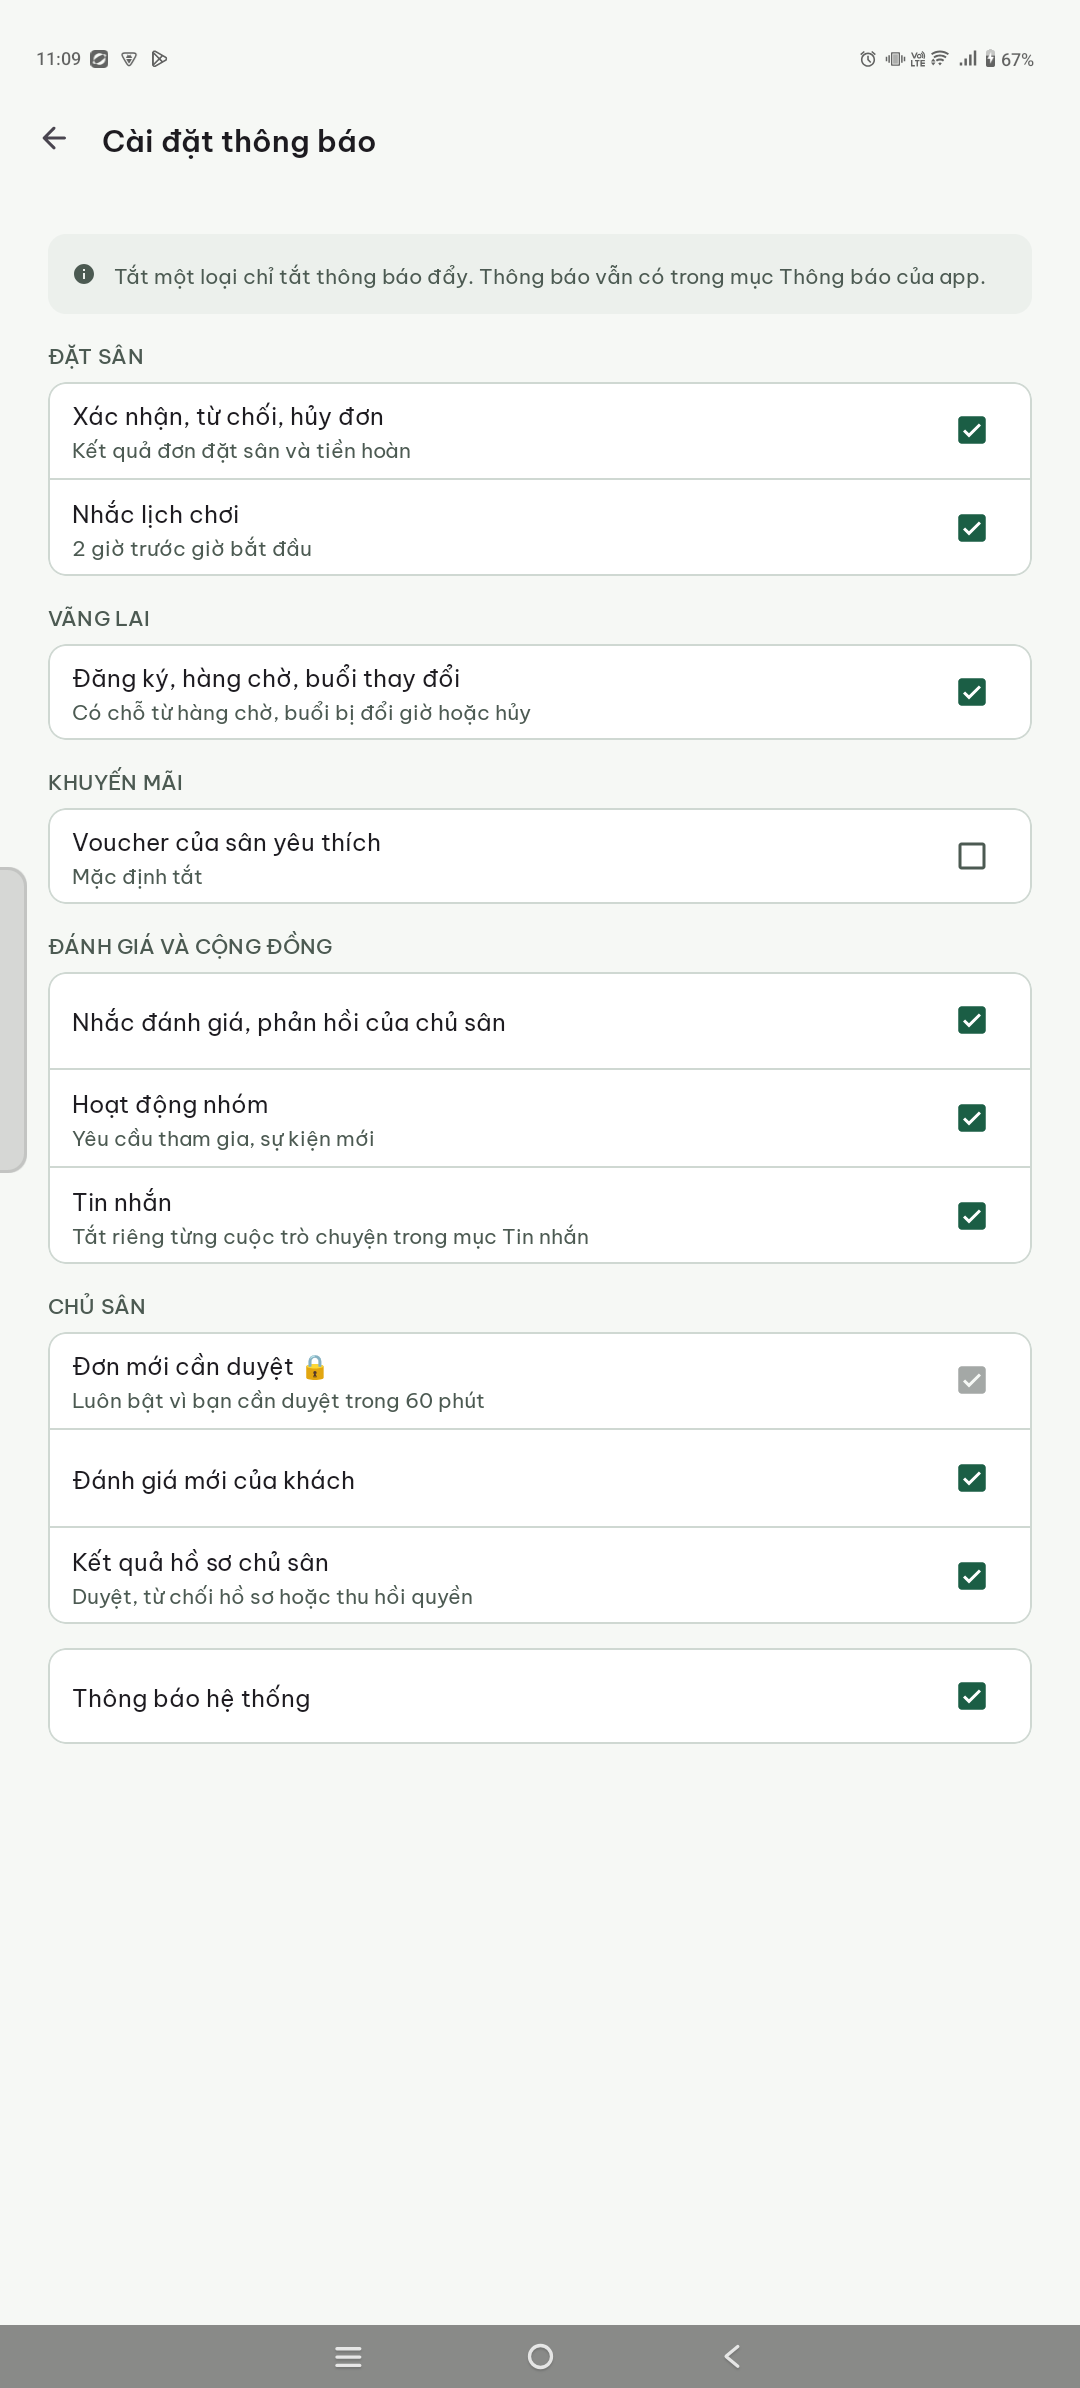 11:09
VoLTE
67%
Cài đặt thông báo
Tắt một loại chỉ tắt thông báo đẩy. Thông báo vẫn có trong mục Thông báo của app.
ĐẶT SÂN
Xác nhận, từ chối, hủy đơn
Kết quả đơn đặt sân và tiền hoàn
Nhắc lịch chơi
2 giờ trước giờ bắt đầu
VÃNG LAI
Đăng ký, hàng chờ, buổi thay đổi
Có chỗ từ hàng chờ, buổi bị đổi giờ hoặc hủy
KHUYẾN MÃI
Voucher của sân yêu thích
Mặc định tắt
ĐÁNH GIÁ VÀ CỘNG ĐỒNG
Nhắc đánh giá, phản hồi của chủ sân
Hoạt động nhóm
Yêu cầu tham gia, sự kiện mới
Tin nhắn
Tắt riêng từng cuộc trò chuyện trong mục Tin nhắn
CHỦ SÂN
Đơn mới cần duyệt 🔒
Luôn bật vì bạn cần duyệt trong 60 phút
Đánh giá mới của khách
Kết quả hồ sơ chủ sân
Duyệt, từ chối hồ sơ hoặc thu hồi quyền
Thông báo hệ thống